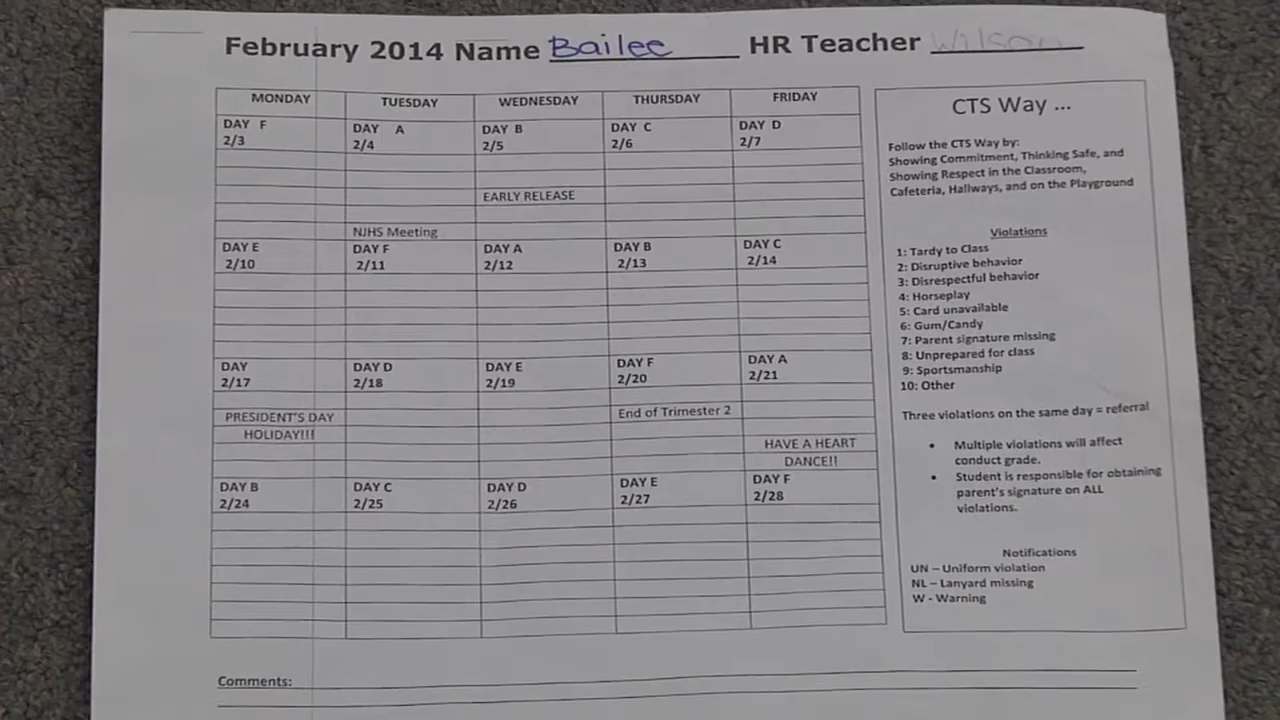 February 2014 Name Bailee HR Teacher Wilson
MONDAY TUESDAY WEDNESDAY THURSDAY FRIDAY
DAY F DAY A DAY B DAY C DAY D
2/3 2/4 2/5 2/6 2/7
EARLY RELEASE
NJHS Meeting
DAY E DAY F DAY A DAY B DAY C
2/10 2/11 2/12 2/13 2/14
DAY DAY D DAY E DAY F DAY A
2/17 2/18 2/19 2/20 2/21
PRESIDENT'S DAY End of Trimester 2
HOLIDAY!!! HAVE A HEART
DANCE!!
DAY B DAY C DAY D DAY E DAY F
2/24 2/25 2/26 2/27 2/28
CTS Way ...
Follow the CTS Way by:
Showing Commitment, Thinking Safe, and
Showing Respect in the Classroom,
Cafeteria, Hallways, and on the Playground
Violations
1: Tardy to Class
2: Disruptive behavior
3: Disrespectful behavior
4: Horseplay
5: Card unavailable
6: Gum/Candy
7: Parent signature missing
8: Unprepared for class
9: Sportsmanship
10: Other
Three violations on the same day = referral
• Multiple violations will affect
conduct grade.
• Student is responsible for obtaining
parent's signature on ALL
violations.
Notifications
UN – Uniform violation
NL – Lanyard missing
W - Warning
Comments: